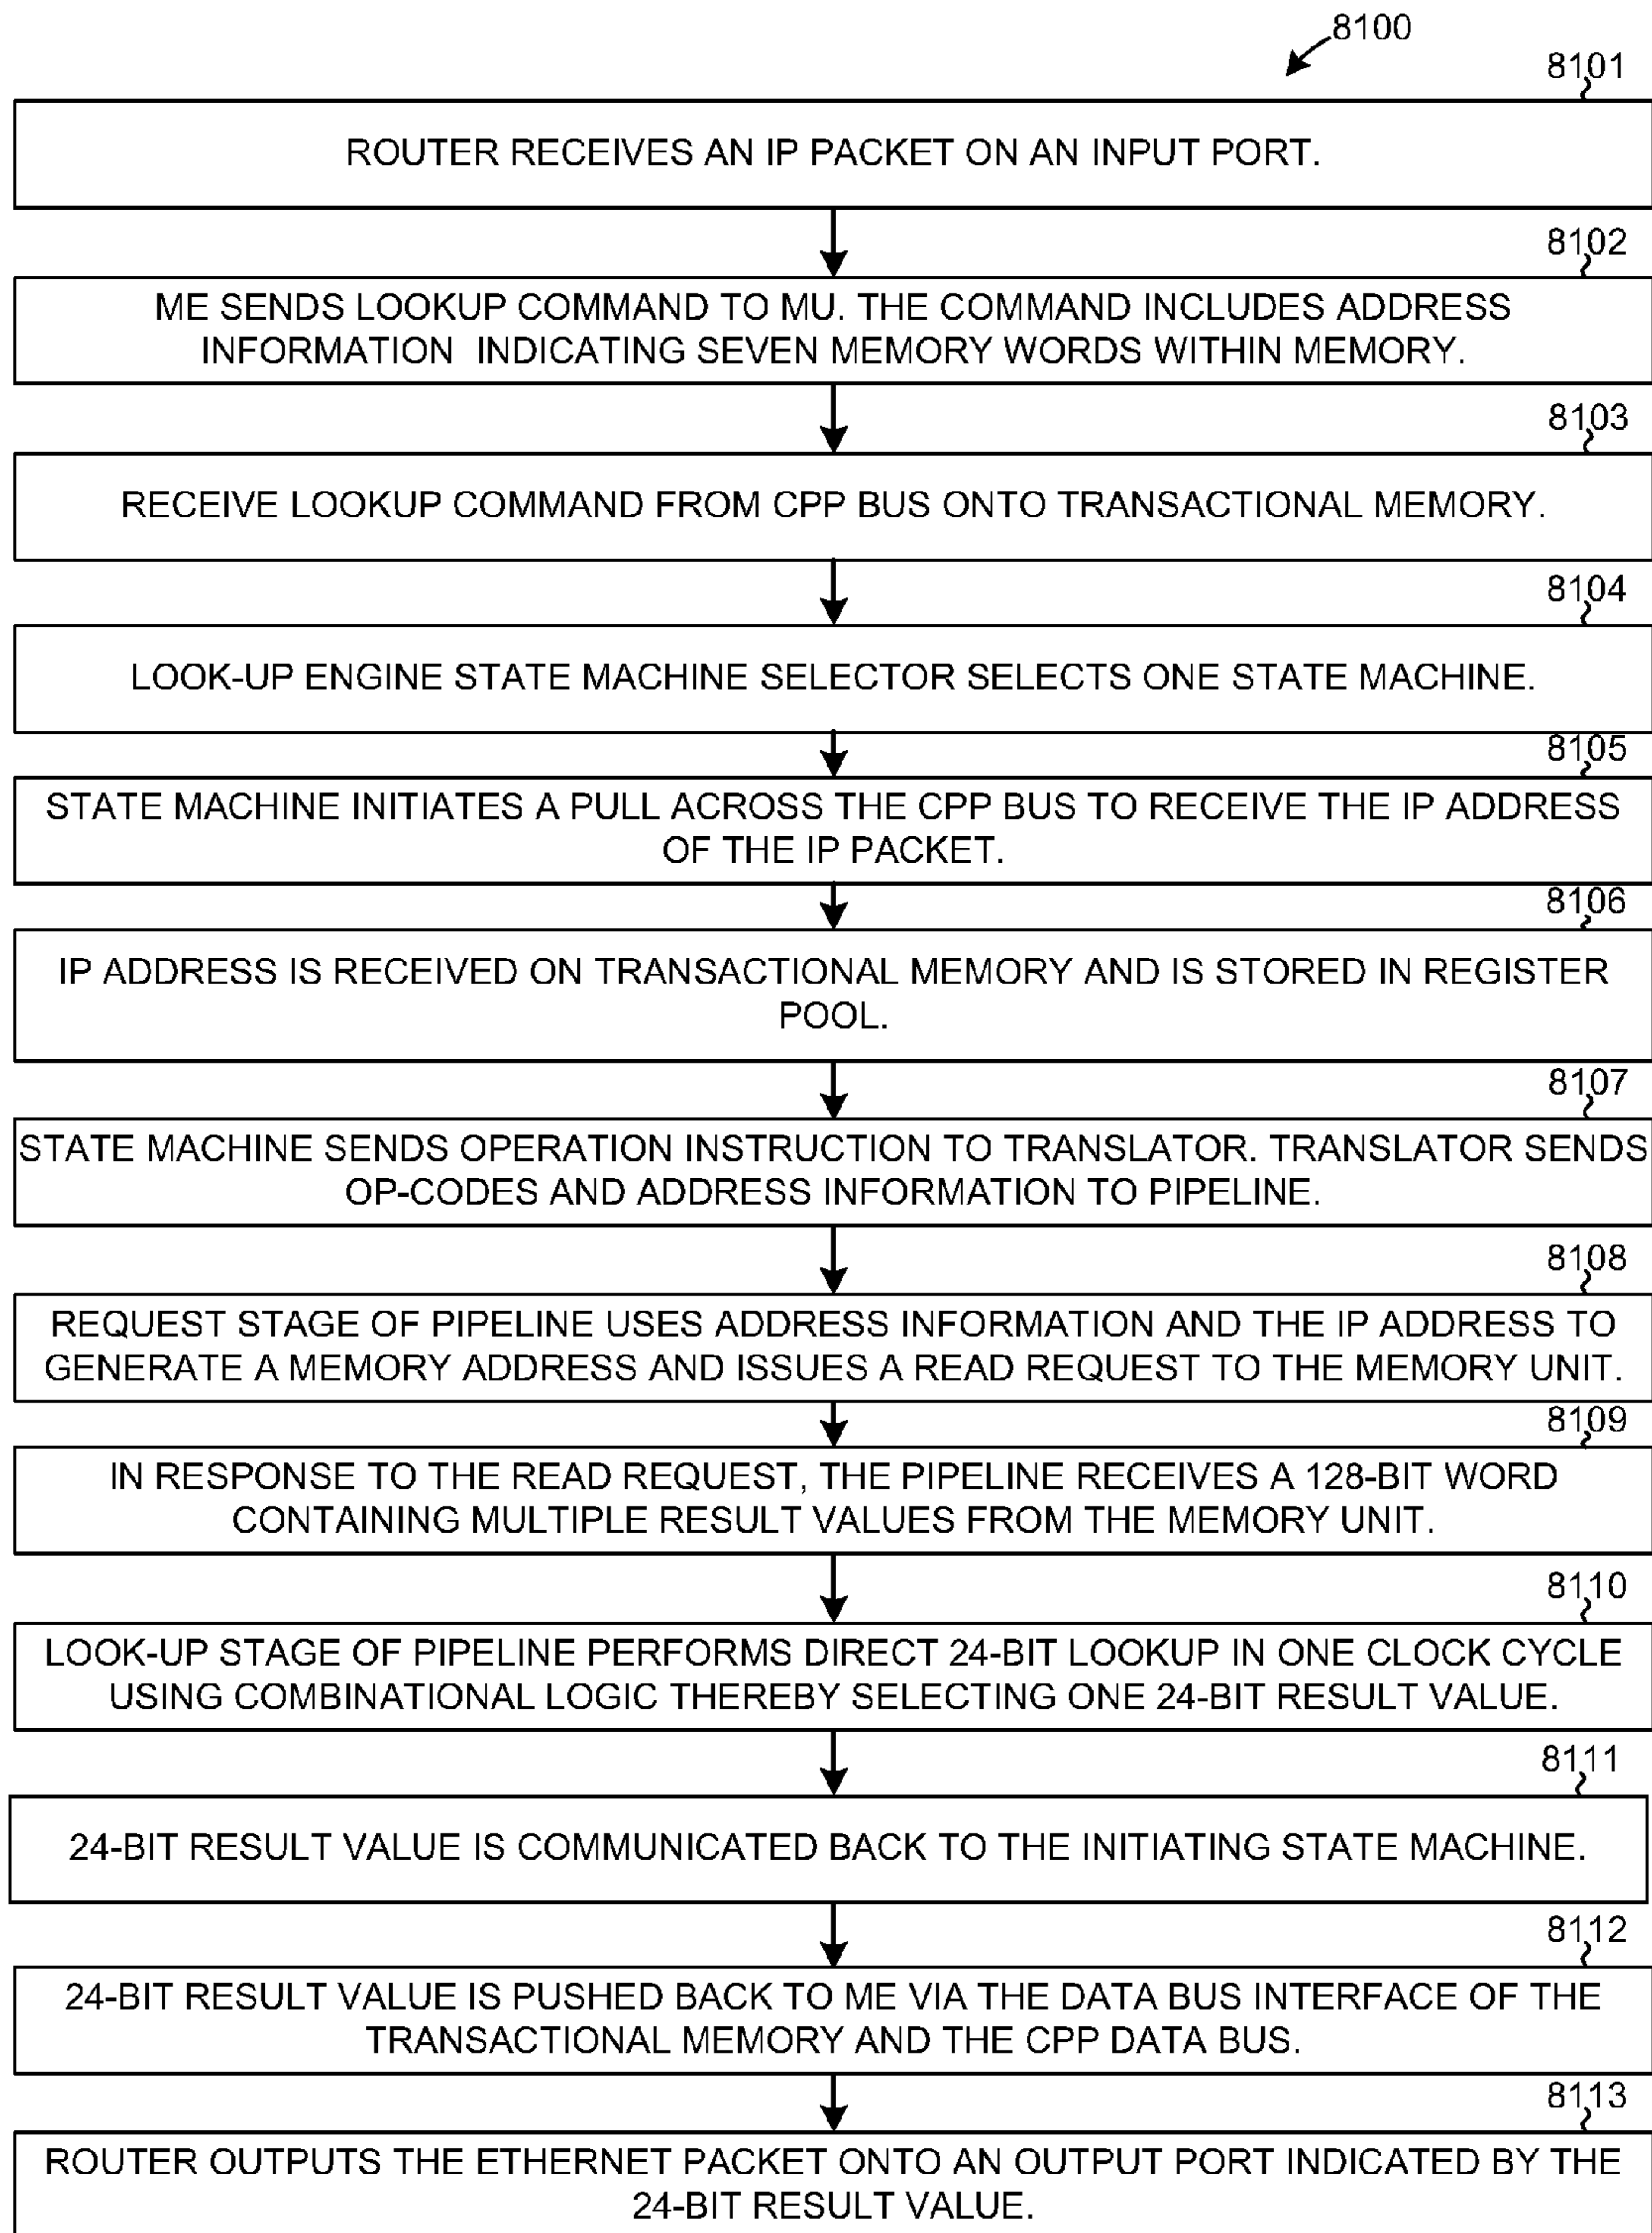 8100
8101
ROUTER RECEIVES AN IP PACKET ON AN INPUT PORT.
8102
ME SENDS LOOKUP COMMAND TO MU. THE COMMAND INCLUDES ADDRESS
INFORMATION INDICATING SEVEN MEMORY WORDS WITHIN MEMORY.
8103
RECEIVE LOOKUP COMMAND FROM CPP BUS ONTO TRANSACTIONAL MEMORY.
8104
LOOK-UP ENGINE STATE MACHINE SELECTOR SELECTS ONE STATE MACHINE.
8105
STATE MACHINE INITIATES A PULL ACROSS THE CPP BUS TO RECEIVE THE IP ADDRESS
OF THE IP PACKET.
8106
IP ADDRESS IS RECEIVED ON TRANSACTIONAL MEMORY AND IS STORED IN REGISTER
POOL.
8107
STATE MACHINE SENDS OPERATION INSTRUCTION TO TRANSLATOR. TRANSLATOR SENDS
OP-CODES AND ADDRESS INFORMATION TO PIPELINE.
8108
REQUEST STAGE OF PIPELINE USES ADDRESS INFORMATION AND THE IP ADDRESS TO
GENERATE A MEMORY ADDRESS AND ISSUES A READ REQUEST TO THE MEMORY UNIT.
8109
IN RESPONSE TO THE READ REQUEST, THE PIPELINE RECEIVES A 128-BIT WORD
CONTAINING MULTIPLE RESULT VALUES FROM THE MEMORY UNIT.
8110
LOOK-UP STAGE OF PIPELINE PERFORMS DIRECT 24-BIT LOOKUP IN ONE CLOCK CYCLE
USING COMBINATIONAL LOGIC THEREBY SELECTING ONE 24-BIT RESULT VALUE.
8111
24-BIT RESULT VALUE IS COMMUNICATED BACK TO THE INITIATING STATE MACHINE.
8112
24-BIT RESULT VALUE IS PUSHED BACK TO ME VIA THE DATA BUS INTERFACE OF THE
TRANSACTIONAL MEMORY AND THE CPP DATA BUS.
8113
ROUTER OUTPUTS THE ETHERNET PACKET ONTO AN OUTPUT PORT INDICATED BY THE
24-BIT RESULT VALUE.